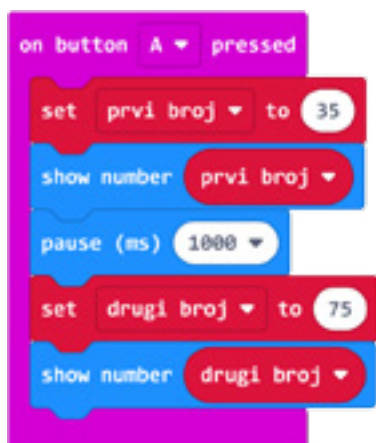 on button A pressed
set prvi broj to 35
show number prvi broj
pause (ms) 1000
set drugi broj to 75
show number drugi broj